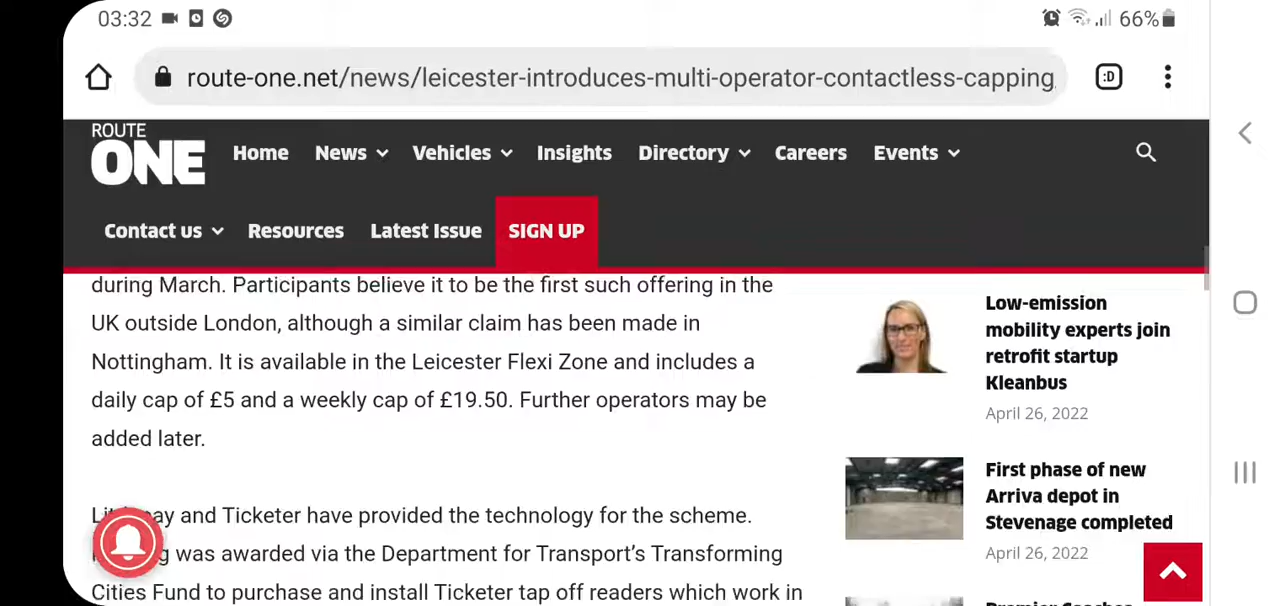 03:32
66%
route-one.net/news/leicester-introduces-multi-operator-contactless-capping
:D
ROUTE
ONE
Home News Vehicles Insights Directory Careers Events
Contact us Resources Latest Issue SIGN UP
during March. Participants believe it to be the first such offering in the
UK outside London, although a similar claim has been made in
Nottingham. It is available in the Leicester Flexi Zone and includes a
daily cap of £5 and a weekly cap of £19.50. Further operators may be
added later.
and Ticketer have provided the technology for the scheme.
was awarded via the Department for Transport's Transforming
Cities Fund to purchase and install Ticketer tap off readers which work in
Low-emission
mobility experts join
retrofit startup
Kleanbus
April 26, 2022
First phase of new
Arriva depot in
Stevenage completed
April 26, 2022
Premier Coaches